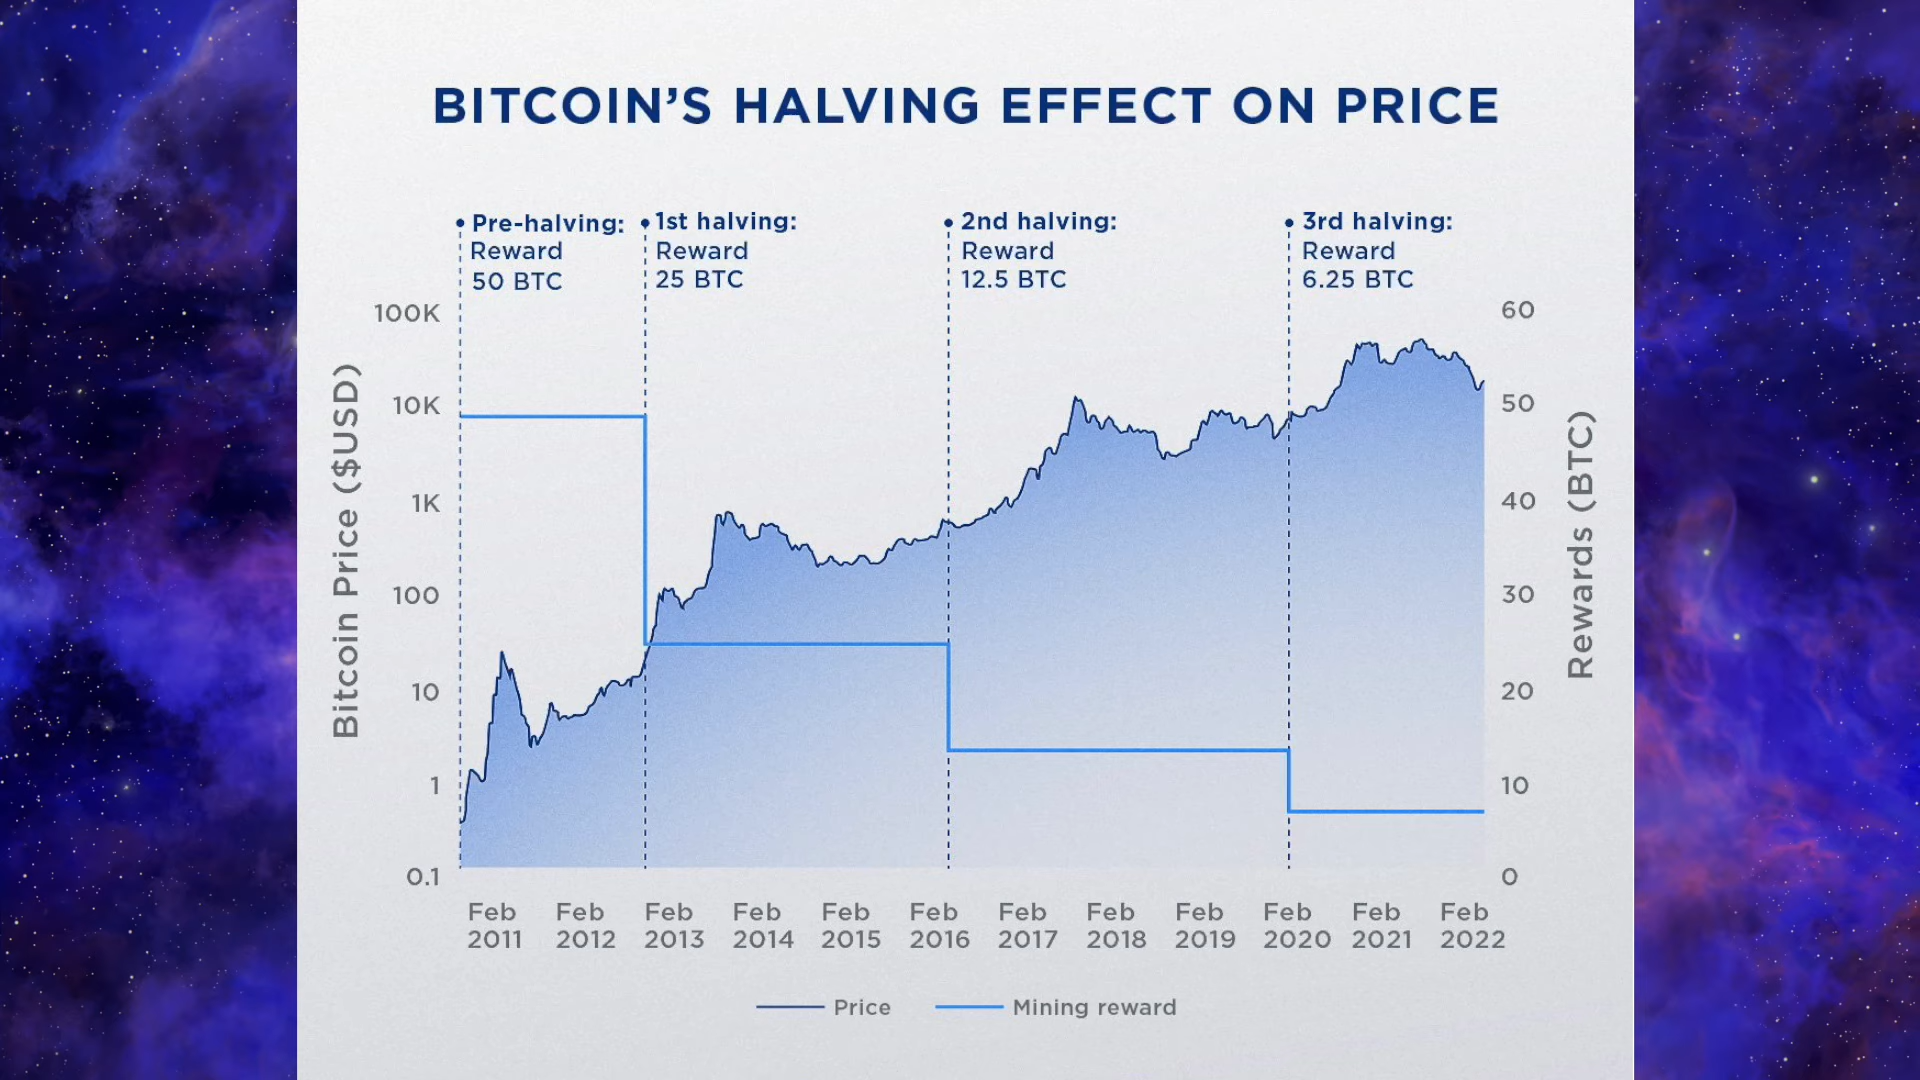 BITCOIN'S HALVING EFFECT ON PRICE
Pre-halving:
Reward
50 BTC
1st halving:
Reward
25 BTC
2nd halving:
Reward
12.5 BTC
3rd halving:
Reward
6.25 BTC
Bitcoin Price ($USD)
100K
10K
1K
100
10
1
0.1
60
50
40
30
20
10
0
Rewards (BTC)
Feb 2011
Feb 2012
Feb 2013
Feb 2014
Feb 2015
Feb 2016
Feb 2017
Feb 2018
Feb 2019
Feb 2020
Feb 2021
Feb 2022
Price
Mining reward